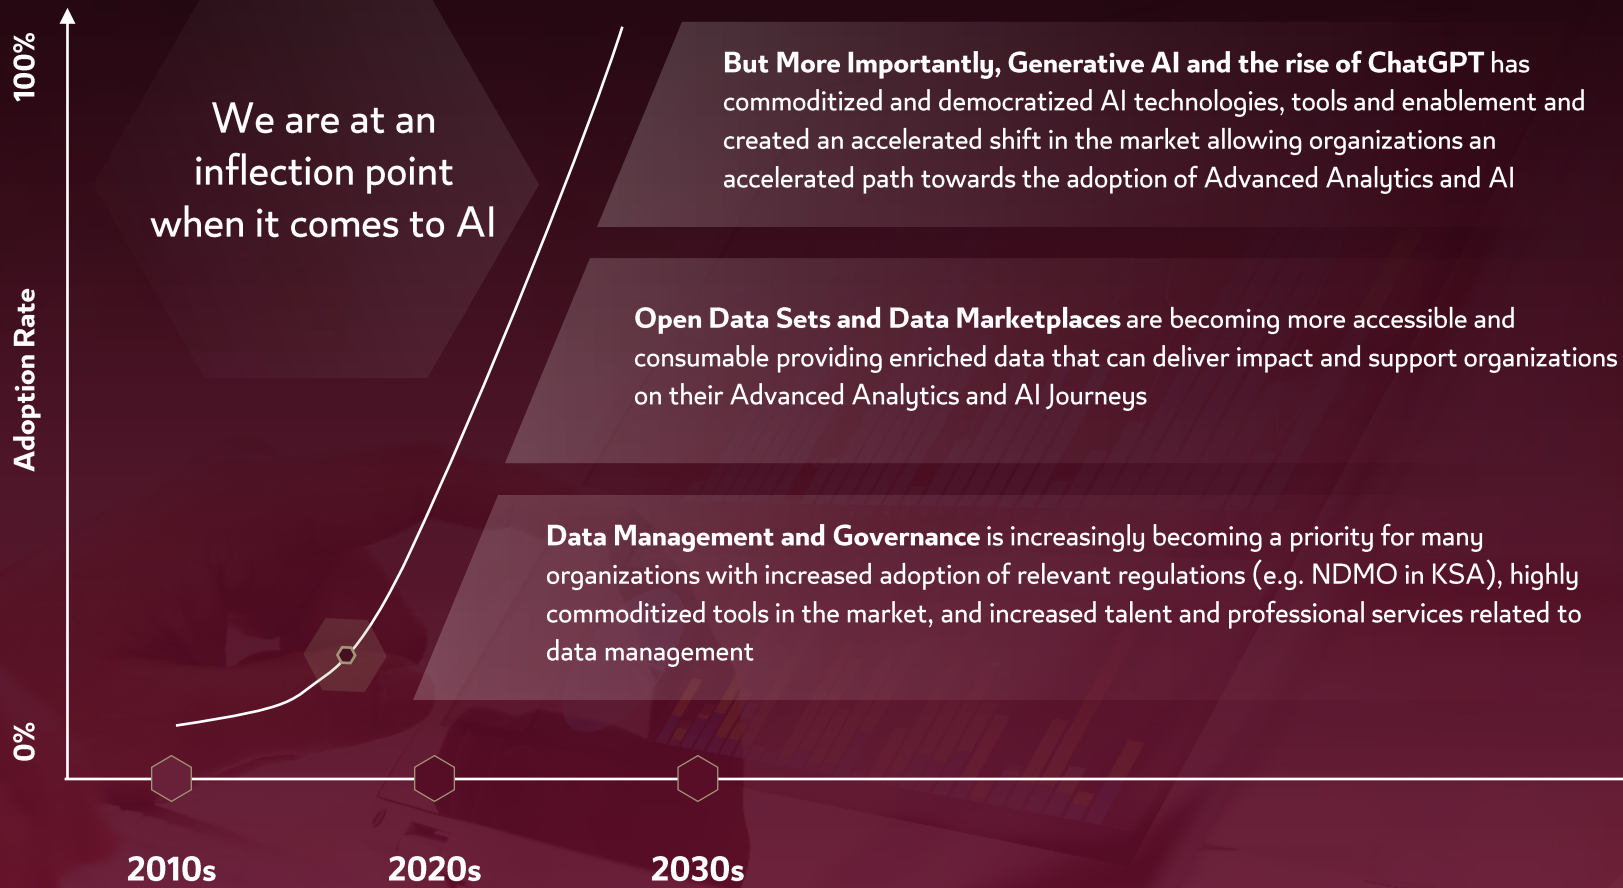 100%
We are at an
inflection point
when it comes to AI
But More Importantly, Generative AI and the rise of ChatGPT has
commoditized and democratized AI technologies, tools and enablement and
created an accelerated shift in the market allowing organizations an
accelerated path towards the adoption of Advanced Analytics and AI
Adoption Rate
Open Data Sets and Data Marketplaces are becoming more accessible and
consumable providing enriched data that can deliver impact and support organizations
on their Advanced Analytics and AI Journeys
Data Management and Governance is increasingly becoming a priority for many
organizations with increased adoption of relevant regulations (e.g. NDMO in KSA), highly
commoditized tools in the market, and increased talent and professional services related to
data management
0%
2010s
2020s
2030s